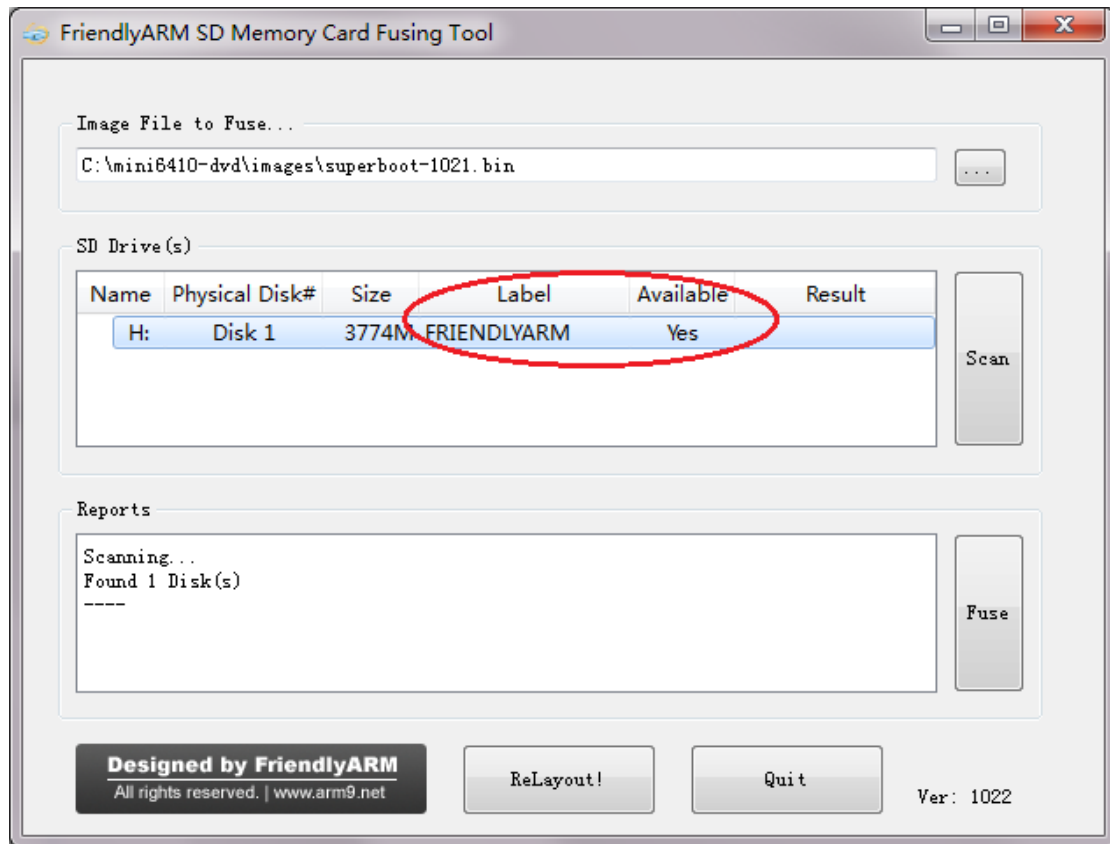 FriendlyARM SD Memory Card Fusing Tool
Image File to Fuse...
C:\mini6410-dvd\images\superboot-1021.bin
...
SD Drive(s)
Name Physical Disk# Size Label Available Result
H: Disk 1 3774M FRIENDLYARM Yes
Scan
Reports
Scanning...
Found 1 Disk(s)
----
Fuse
Designed by FriendlyARM
All rights reserved. | www.arm9.net
ReLayout!
Quit
Ver: 1022